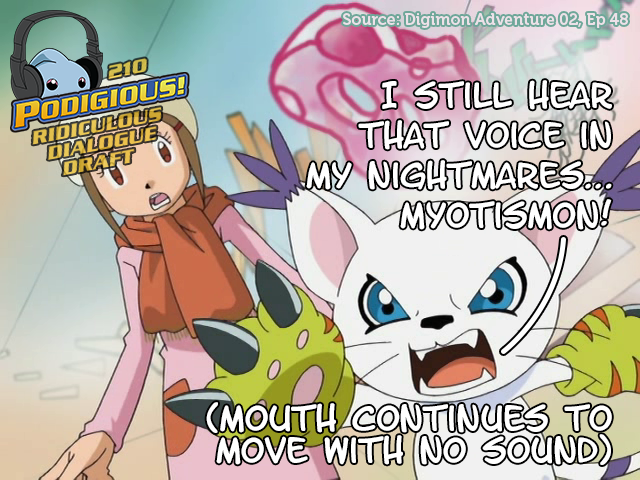 Source: Digimon Adventure 02, Ep 48
210
PODIGIOUS!
RIDICULOUS
DIALOGUE
DRAFT
I STILL HEAR
THAT VOICE IN
MY NIGHTMARES...
MYOTISMON!
(MOUTH CONTINUES TO
MOVE WITH NO SOUND)